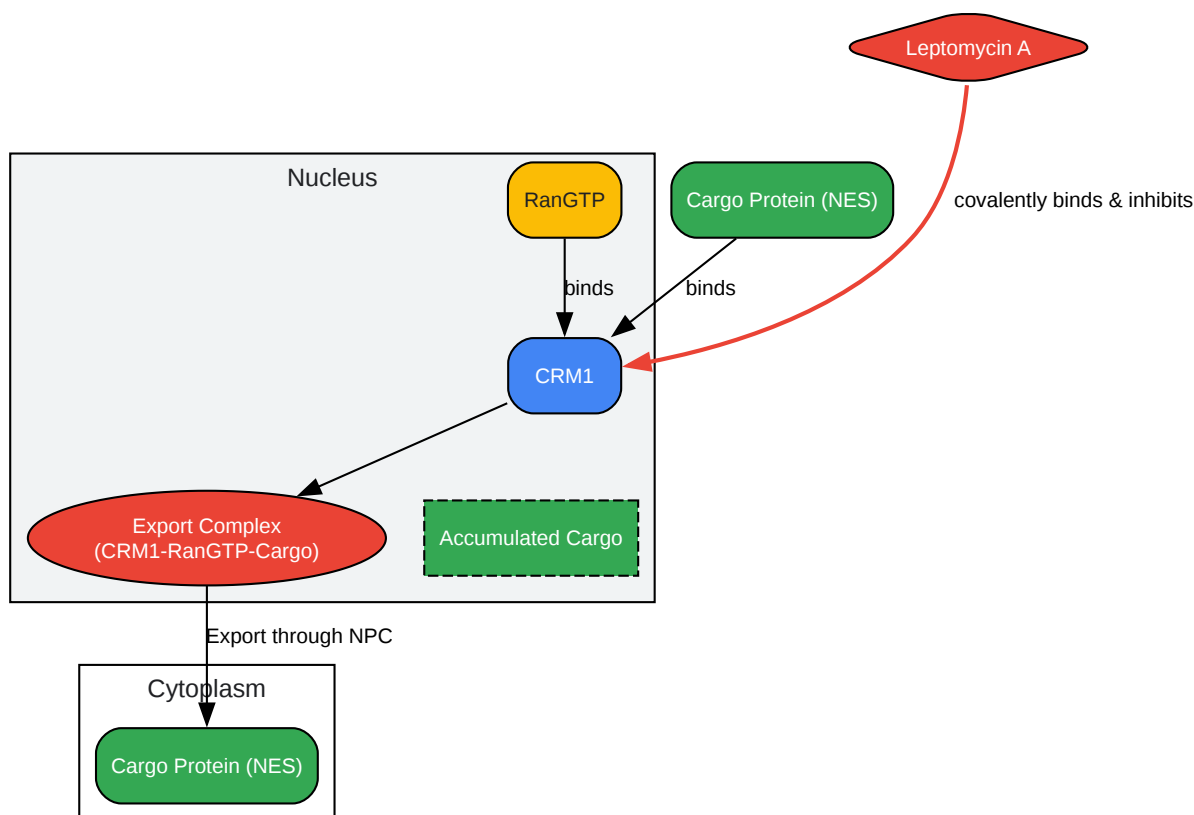 Leptomycin A
Nucleus
RanGTP
Cargo Protein (NES)
covalently binds & inhibits
binds
binds
CRM1
Export Complex
(CRM1-RanGTP-Cargo)
Accumulated Cargo
Export through NPC
Cytoplasm
Cargo Protein (NES)